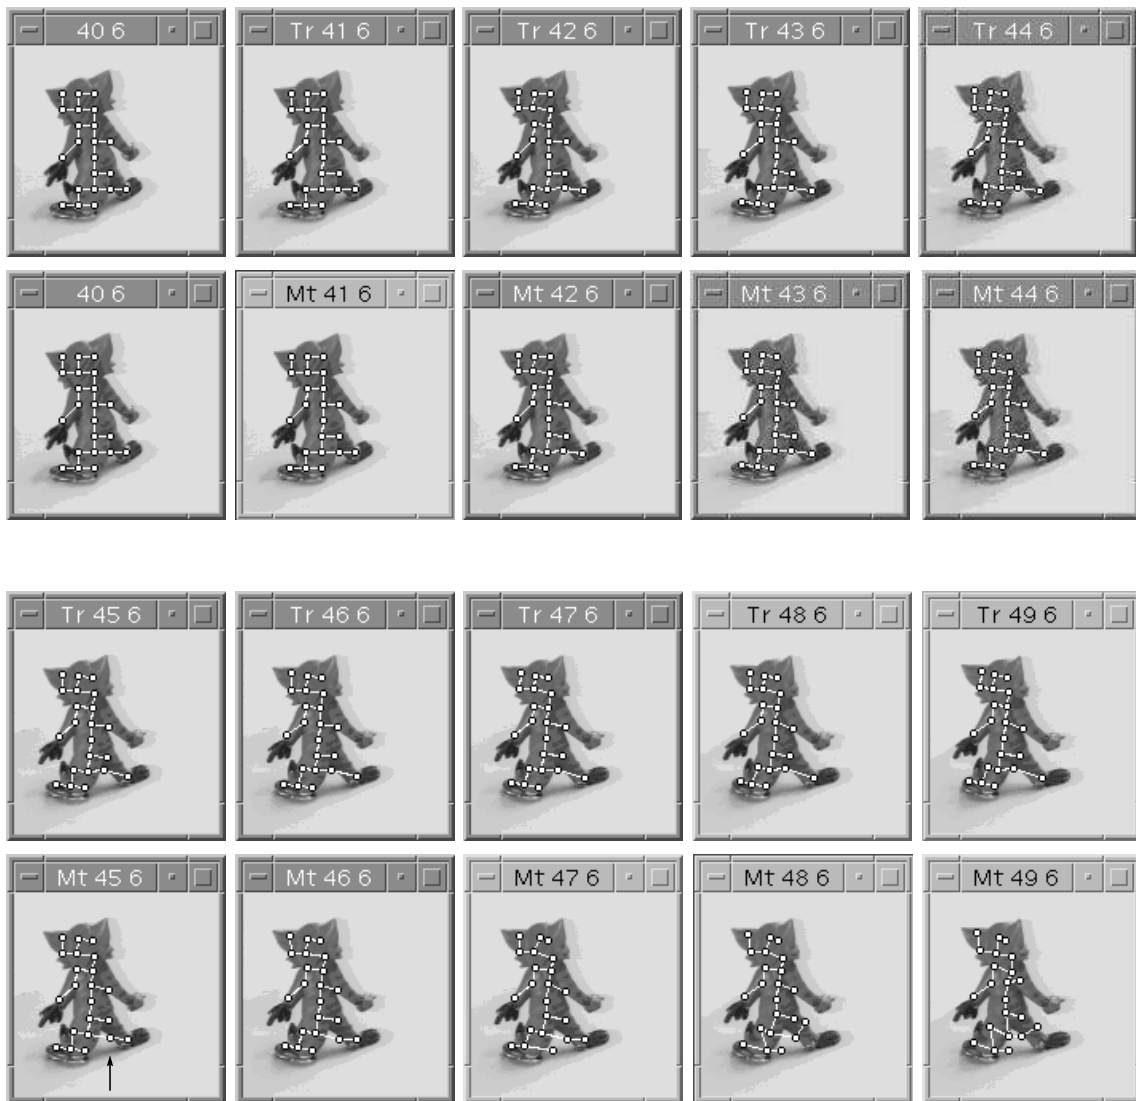 40 6
Tr 41 6
Tr 42 6
Tr 43 6
Tr 44 6
40 6
Mt 41 6
Mt 42 6
Mt 43 6
Mt 44 6
Tr 45 6
Tr 46 6
Tr 47 6
Tr 48 6
Tr 49 6
Mt 45 6
Mt 46 6
Mt 47 6
Mt 48 6
Mt 49 6